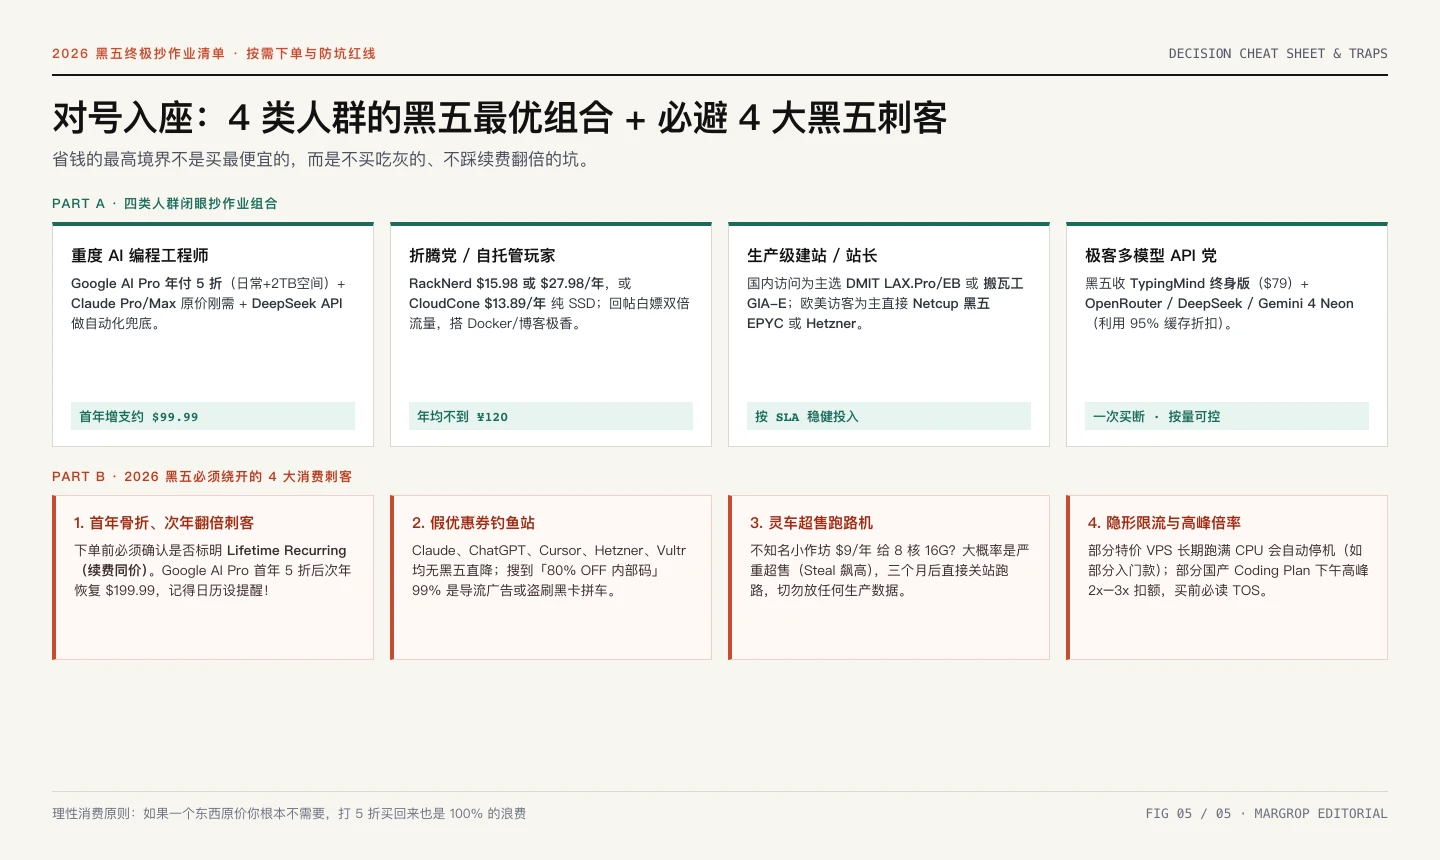 2026 黑五终极抄作业清单 · 按需下单与防坑红线
DECISION CHEAT SHEET & TRAPS
对号入座：4 类人群的黑五最优组合 + 必避 4 大黑五刺客
省钱的最高境界不是买最便宜的，而是不买吃灰的、不踩续费翻倍的坑。
PART A · 四类人群闭眼抄作业组合
重度 AI 编程工程师
Google AI Pro 年付 5 折（日常+2TB空间）+
Claude Pro/Max 原价刚需 + DeepSeek API
做自动化兜底。
首年增支约 $99.99
折腾党 / 自托管玩家
RackNerd $15.98 或 $27.98/年，或
CloudCone $13.89/年 纯 SSD；回帖白嫖双倍
流量，搭 Docker/博客极香。
年均不到 ¥120
生产级建站 / 站长
国内访问为主选 DMIT LAX.Pro/EB 或 搬瓦工
GIA-E；欧美访客为主直接 Netcup 黑五
EPYC 或 Hetzner。
按 SLA 稳健投入
极客多模型 API 党
黑五收 TypingMind 终身版（$79）+
OpenRouter / DeepSeek / Gemini 4 Neon
（利用 95% 缓存折扣）。
一次买断 · 按量可控
PART B · 2026 黑五必须绕开的 4 大消费刺客
1. 首年骨折、次年翻倍刺客
下单前必须确认是否标明 Lifetime Recurring
（续费同价）。Google AI Pro 首年 5 折后次年
恢复 $199.99，记得日历设提醒！
2. 假优惠券钓鱼站
Claude、ChatGPT、Cursor、Hetzner、Vultr
均无黑五直降；搜到「80% OFF 内部码」
99% 是导流广告或盗刷黑卡拼车。
3. 灵车超售跑路机
不知名小作坊 $9/年 给 8 核 16G？大概率是严
重超售（Steal 飙高），三个月后直接关站跑
路，切勿放任何生产数据。
4. 隐形限流与高峰倍率
部分特价 VPS 长期跑满 CPU 会自动停机（如
部分入门款）；部分国产 Coding Plan 下午高峰
2x—3x 扣额，买前必读 TOS。
理性消费原则：如果一个东西原价你根本不需要，打 5 折买回来也是 100% 的浪费
FIG 05 / 05 · MARGROP EDITORIAL